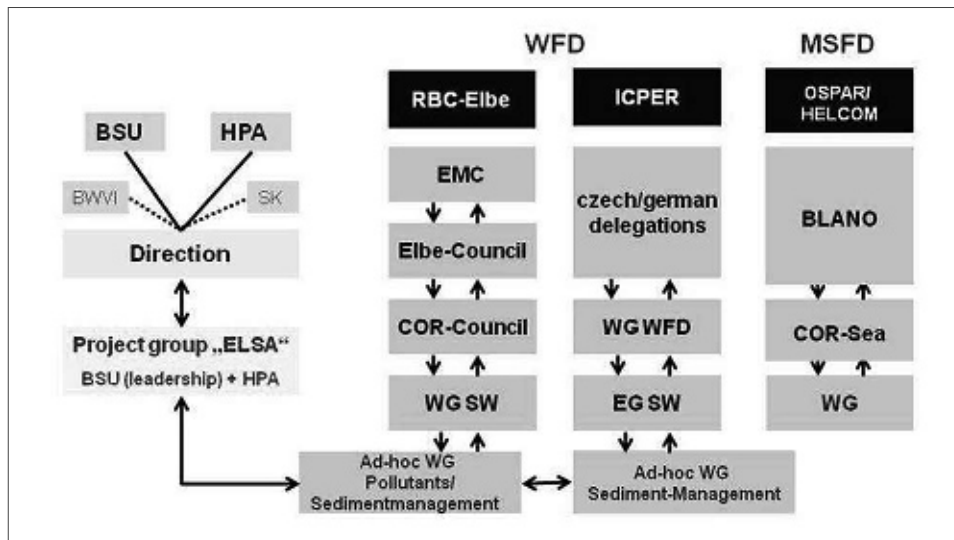 WFD
MSFD
RBC-Elbe
ICPER
OSPAR/
HELCOM
BSU
HPA
BWVI
SK
Direction
Project group „ELSA“
BSU (leadership) + HPA
EMC
Elbe-Council
COR-Council
WG SW
Ad-hoc WG
Pollutants/
Sedimentmanagement
czech/german
delegations
WG WFD
EG SW
Ad-hoc WG
Sediment-Management
BLANO
COR-Sea
WG